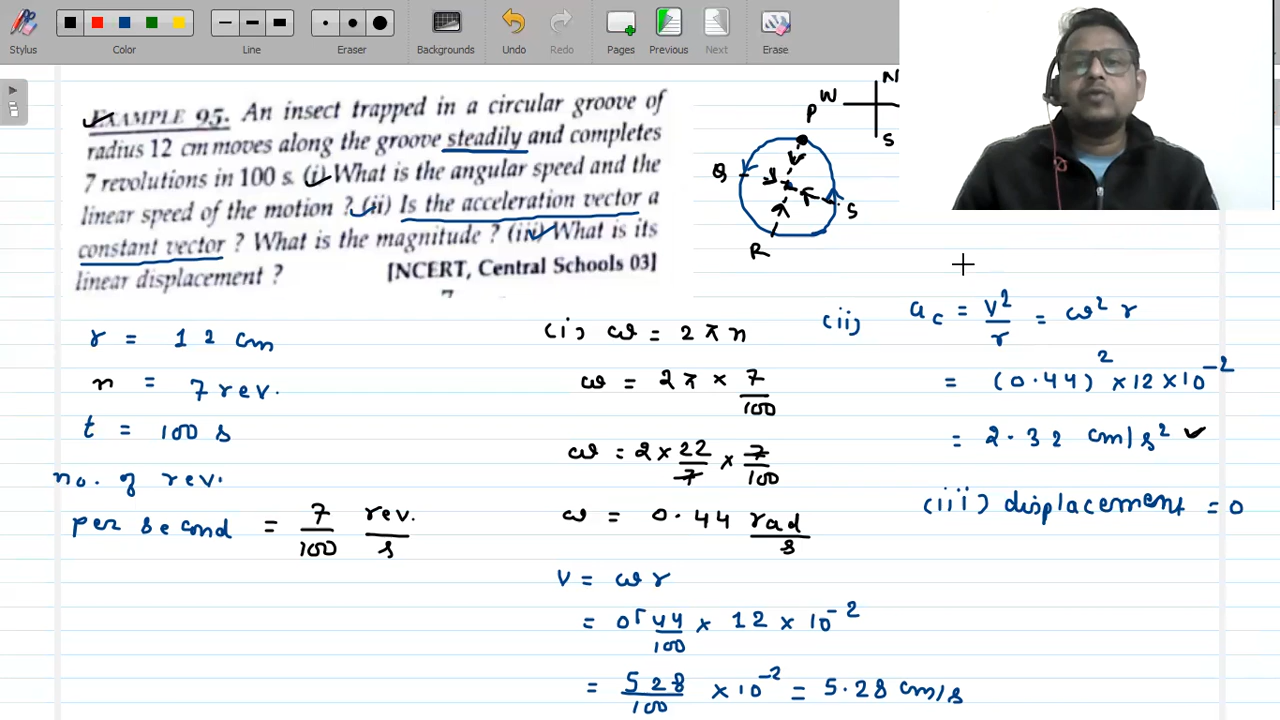 Stylus
Color
Line
Eraser
Backgrounds
Undo
Redo
Pages
Previous
Next
Erase
EXAMPLE 95. An insect trapped in a circular groove of
radius 12 cm moves along the groove steadily and completes
7 revolutions in 100 s. (i) What is the angular speed and the
linear speed of the motion ? (ii) Is the acceleration vector a
constant vector ? What is the magnitude ? (iii) What is its
linear displacement ?
[NCERT, Central Schools 03]
P
W
N
S
Q
S
R
r = 12 cm
n = 7 rev.
t = 100 s
no. of rev.
per second = 7/100 rev./s
(i) ω = 2πn
ω = 2π × 7/100
ω = 2 × 22/7 × 7/100
ω = 0.44 rad/s
v = ωr
= 0.44/100 × 12 × 10⁻²
= 528/100 × 10⁻² = 5.28 cm/s
(ii) a_c = v²/r = ω² r
= (0.44)² × 12 × 10⁻²
= 2.32 cm/s² ✓
(iii) displacement = 0